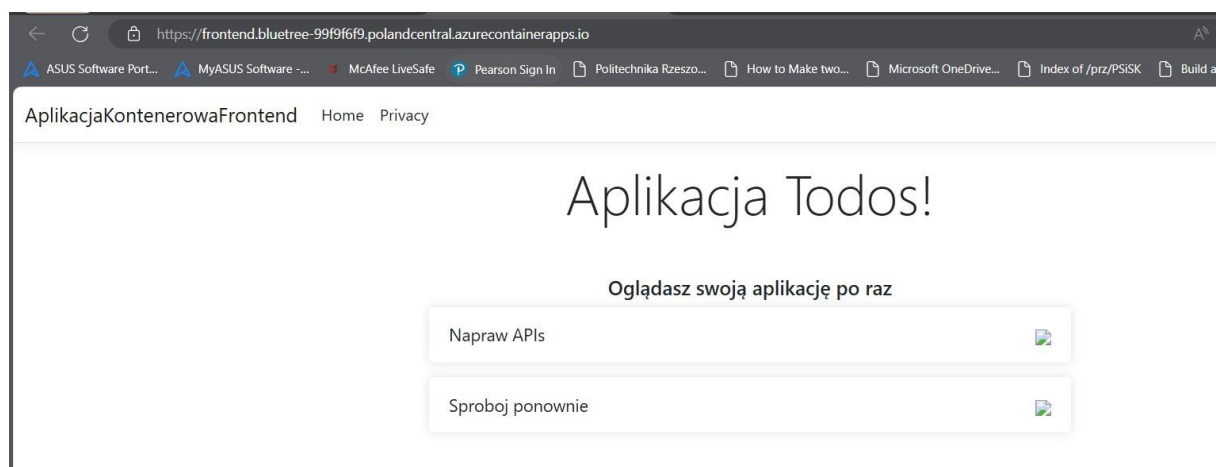 https://frontend.bluetree-99f9f6f9.polandcentral.azurecontainerapps.io
ASUS Software Port... MyASUS Software -... McAfee LiveSafe Pearson Sign In Politechnika Rzeszo... How to Make two... Microsoft OneDrive... Index of /prz/PSiSK Build a
AplikacjaKontenerowaFrontend Home Privacy
Aplikacja Todos!
Oglądasz swoją aplikację po raz
Napraw APIs
Sproboj ponownie